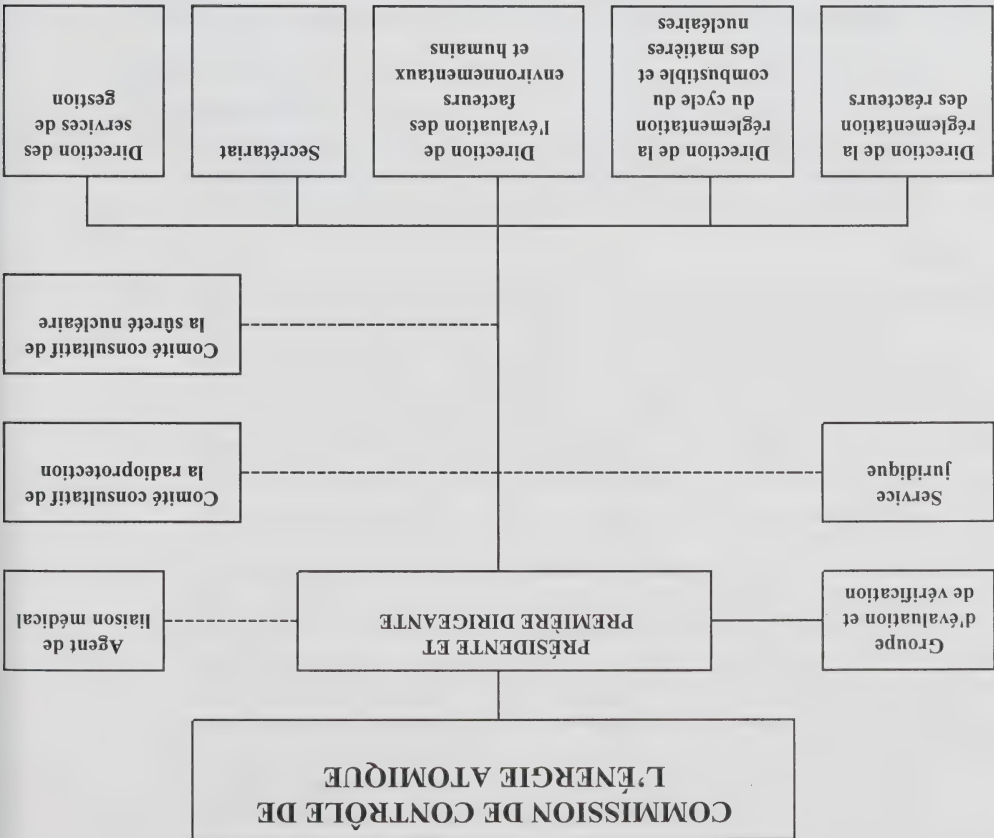 COMMISSION DE CONTRÔLE DE
L'ÉNERGIE ATOMIQUE
PRÉSIDENTE ET
PREMIÈRE DIRIGEANTE
Groupe
d'évaluation et
de vérification
Agent de
liaison médical
Service
juridique
Comité consultatif de
la radioprotection
Comité consultatif de
la sûreté nucléaire
Direction de la
réglementation
des réacteurs
Direction de la
réglementation
du cycle du
combustible et
des matières
nucléaires
Direction de
l'évaluation des
facteurs
environnementaux
et humains
Secrétariat
Direction des
services de
gestion